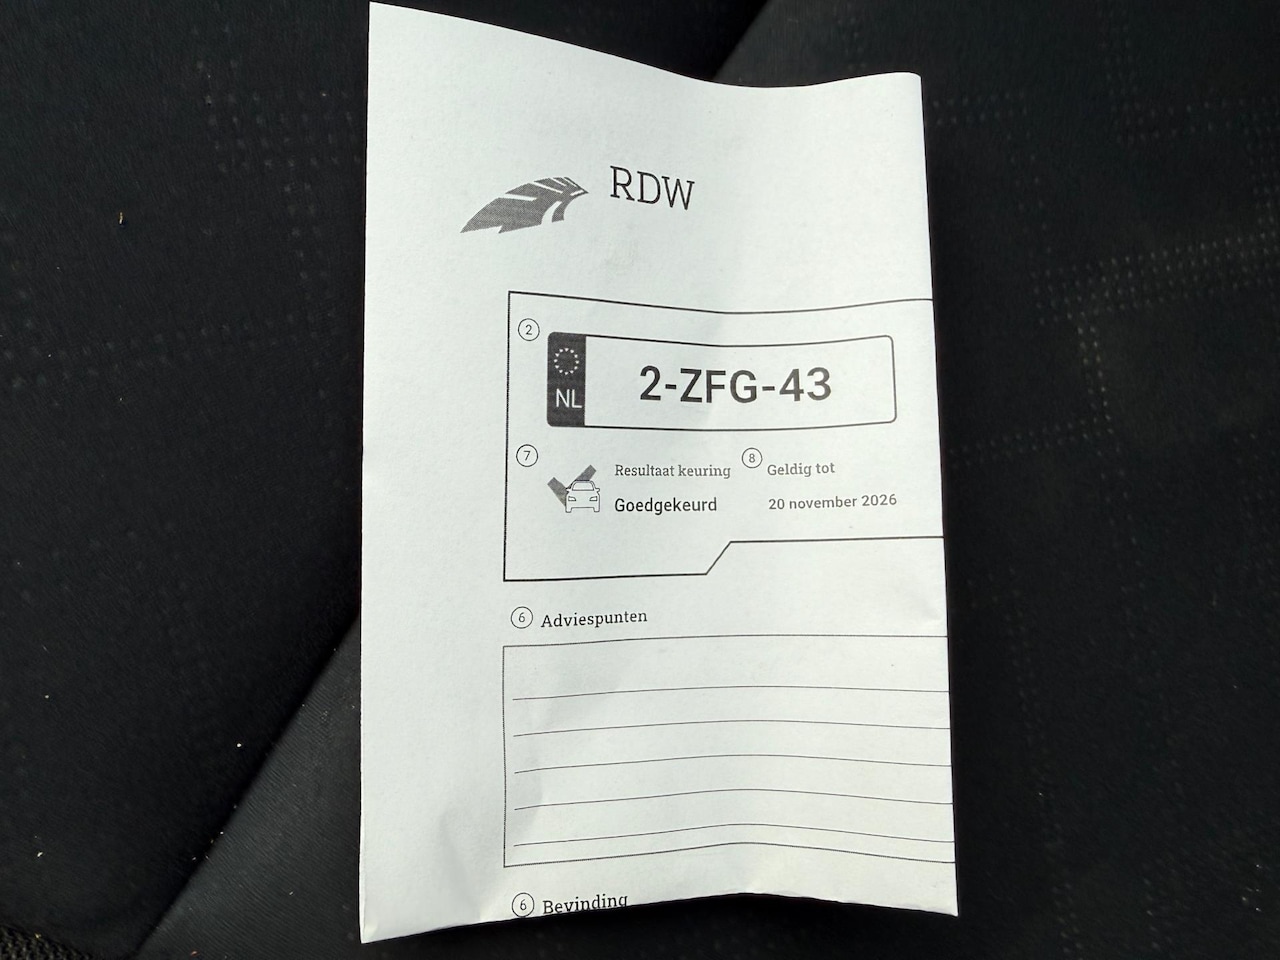 RDW
2
NL
2-ZFG-43
7
Resultaat keuring
Goedgekeurd
8
Geldig tot
20 november 2026
6 Adviespunten
6 Bevinding